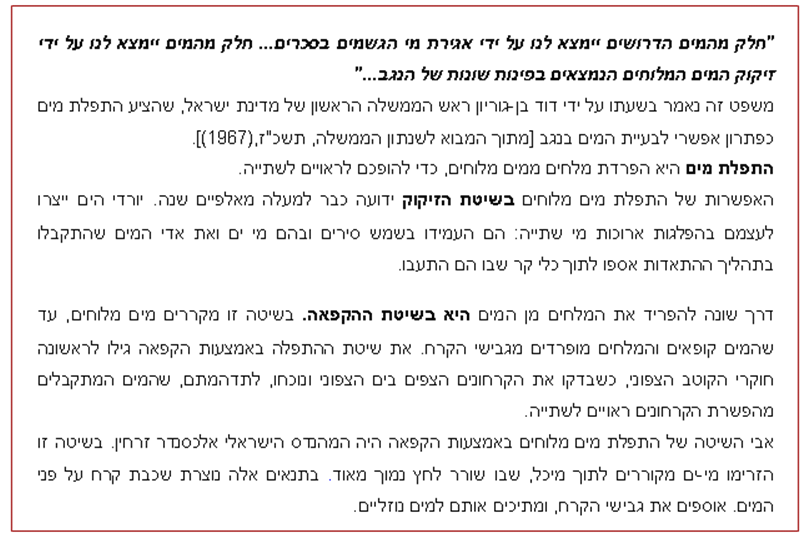 "חלק מהמים הדרושים יימצא לנו על ידי אגירת מי הגשמים בסכרים... חלק מהמים יימצא לנו על ידי
זיקוק המים המלוחים הנמצאים בפינות שונות של הנגב..."
משפט זה נאמר בשעתו על ידי דוד בן-גוריון ראש הממשלה הראשון של מדינת ישראל, שהציע התפלת מים
כפתרון אפשרי לבעיית המים בנגב [מתוך המבוא לשנתון הממשלה, תשכ"ז,(1967)].
התפלת מים היא הפרדת מלחים ממים מלוחים, כדי להופכם לראויים לשתייה.
האפשרות של התפלת מים מלוחים בשיטת הזיקוק ידועה כבר למעלה מאלפיים שנה. יורדי הים ייצרו
לעצמם בהפלגות ארוכות מי שתייה: הם העמידו בשמש סירים ובהם מי ים ואת אדי המים שהתקבלו
בתהליך ההתאדות אספו לתוך כלי קר שבו הם התעבו.
דרך שונה להפריד את המלחים מן המים היא בשיטת ההקפאה. בשיטה זו מקררים מים מלוחים, עד
שהמים קופאים והמלחים מופרדים מגבישי הקרח. את שיטת ההתפלה באמצעות הקפאה גילו לראשונה
חוקרי הקוטב הצפוני, כשבדקו את הקרחונים הצפים בים הצפוני ונוכחו, לתדהמתם, שהמים המתקבלים
מהפשרת הקרחונים ראויים לשתייה.
אבי השיטה של התפלת מים מלוחים באמצעות הקפאה היה המהנדס הישראלי אלכסנדר זרחין. בשיטה זו
הזרימו מי-ים מקוררים לתוך מיכל, שבו שורר לחץ נמוך מאוד. בתנאים אלה נוצרת שכבת קרח על פני
המים. אוספים את גבישי הקרח, ומתיכים אותם למים נוזליים.